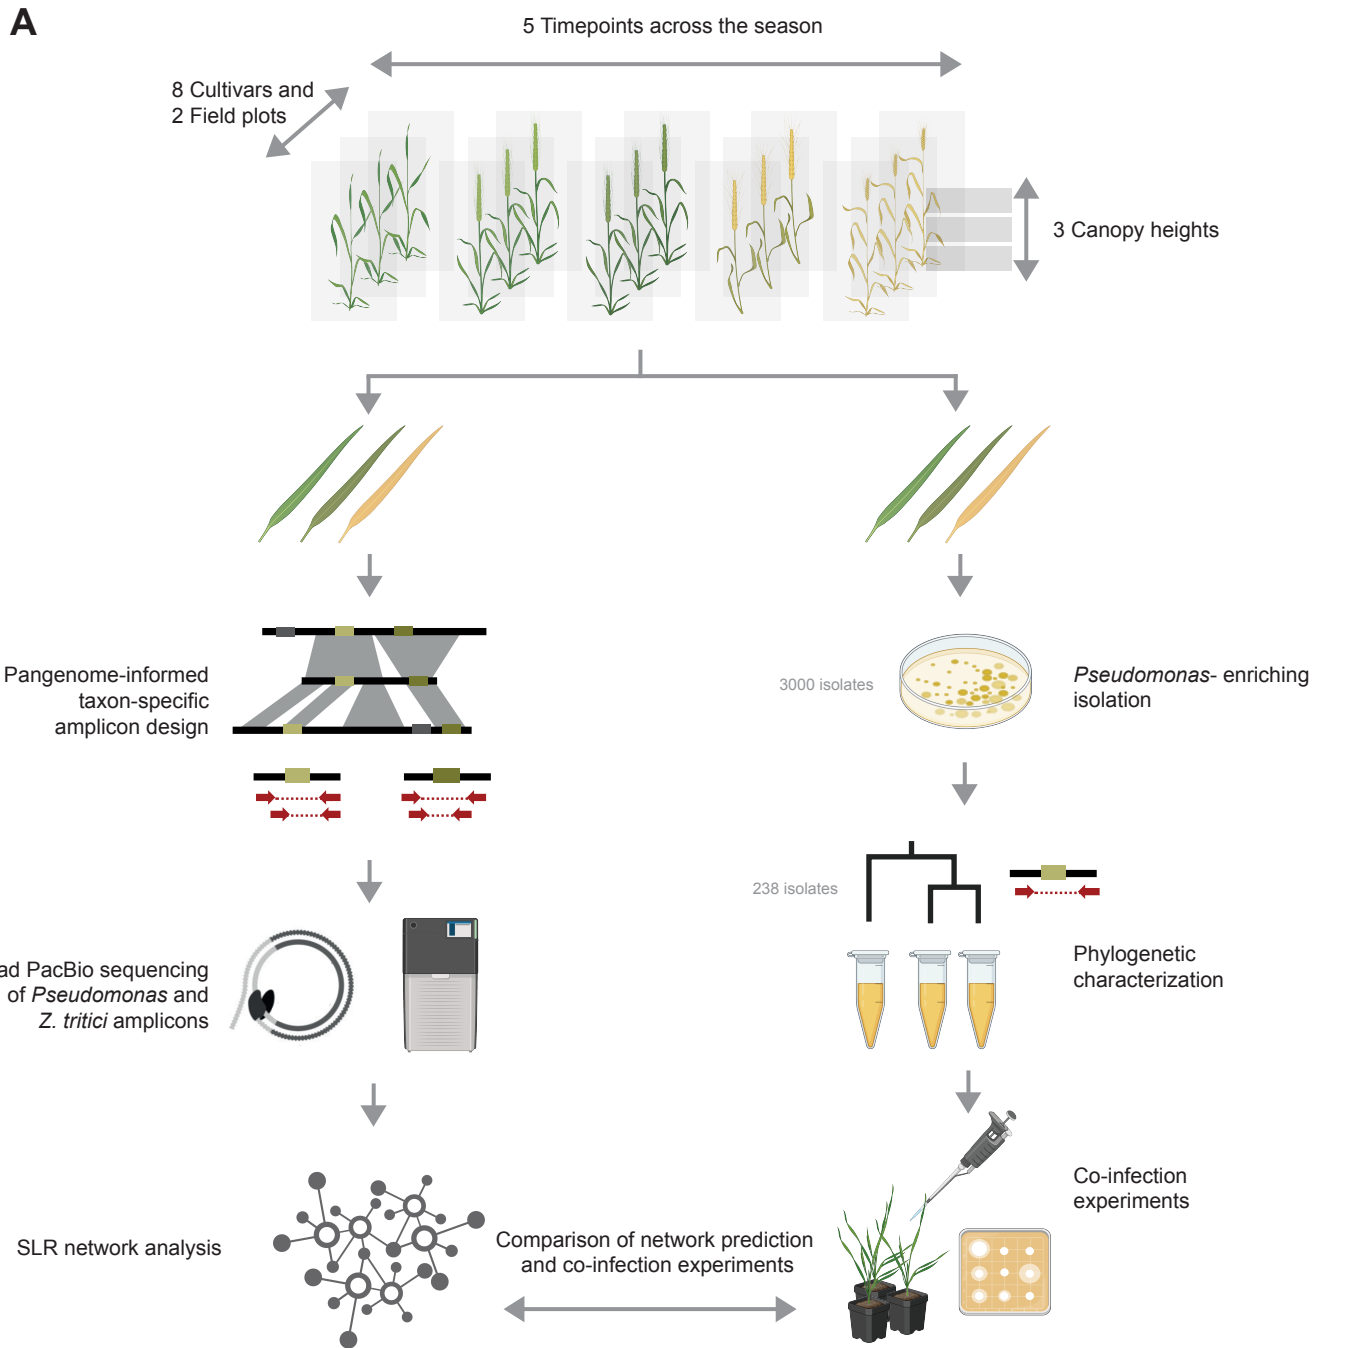 A
5 Timepoints across the season
8 Cultivars and
2 Field plots
3 Canopy heights
Pangenome-informed
taxon-specific
amplicon design
3000 isolates
Pseudomonas- enriching
isolation
238 isolates
Phylogenetic
characterization
PacBio sequencing
of Pseudomonas and
Z. tritici amplicons
Co-infection
experiments
SLR network analysis
Comparison of network prediction
and co-infection experiments